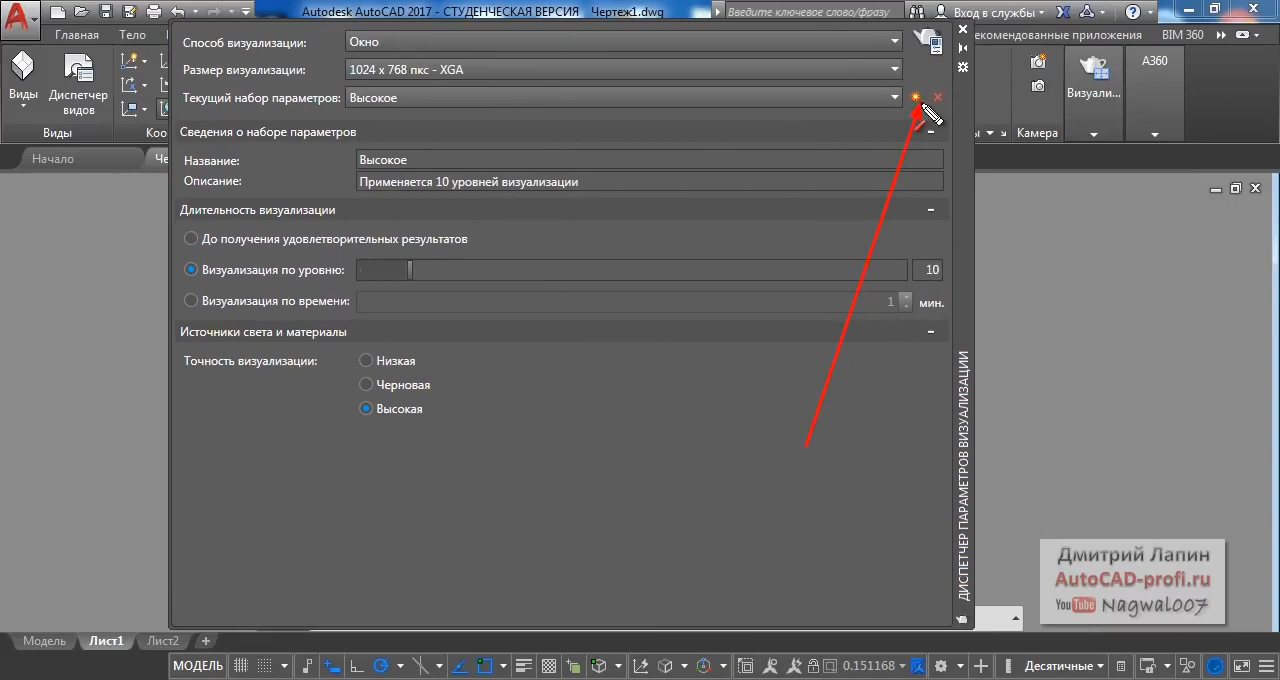 Autodesk AutoCAD 2017 - СТУДЕНЧЕСКАЯ ВЕРСИЯ Чертеж1.dwg
Введите ключевое слово/фразу
Вход в службы
Главная
Тело
рекомендованные приложения
BIM 360
Способ визуализации:
Окно
Размер визуализации:
1024 x 768 пкс - XGA
Текущий набор параметров:
Высокое
Виды
Диспетчер видов
Виды
Коо
Визуали...
A360
Камера
Начало
Че
Сведения о наборе параметров
Название:
Высокое
Описание:
Применяется 10 уровней визуализации
Длительность визуализации
До получения удовлетворительных результатов
Визуализация по уровню:
10
Визуализация по времени:
1
мин.
Источники света и материалы
Точность визуализации:
Низкая
Черновая
Высокая
ДИСПЕТЧЕР ПАРАМЕТРОВ ВИЗУАЛИЗАЦИИ
Дмитрий Лапин
AutoCAD-profi.ru
YouTube Nagwal007
Модель
Лист1
Лист2
+
МОДЕЛЬ
0.151168
Десятичные